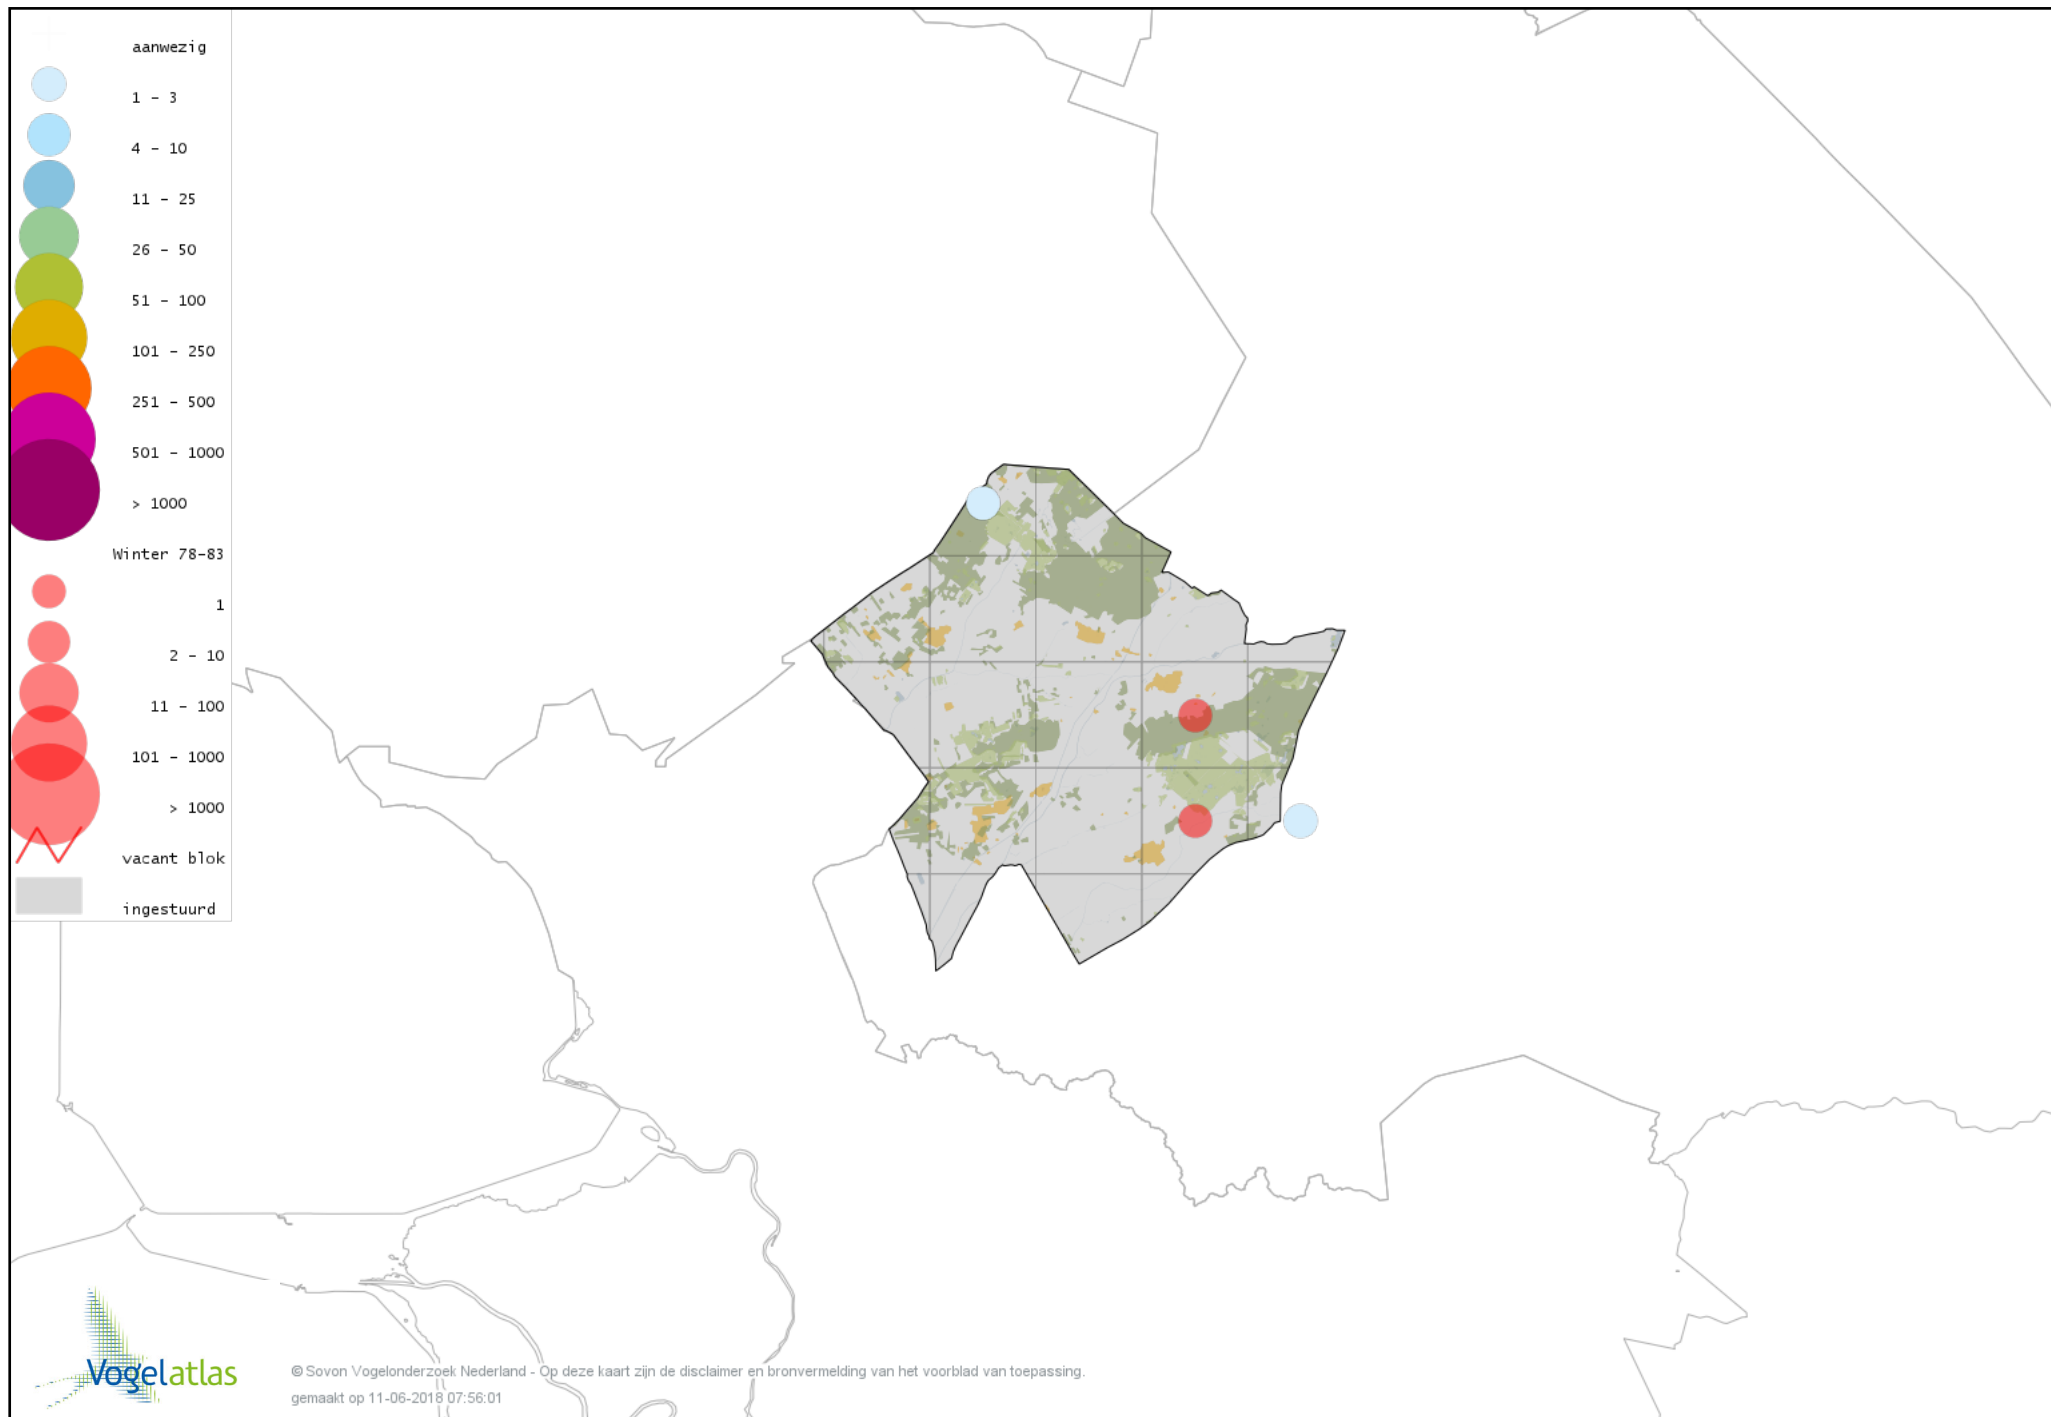 aanwezig
1 - 3
4 - 10
11 - 25
26 - 50
51 - 100
101 - 250
251 - 500
501 - 1000
> 1000
Winter 78-83
1
2 - 10
11 - 100
101 - 1000
> 1000
vacant blok
ingestuurd
Vogelatlas
© Sovon Vogelonderzoek Nederland - Op deze kaart zijn de disclaimer en bronvermelding van het voorblad van toepassing.
gemaakt op 11-06-2018 07:56:01